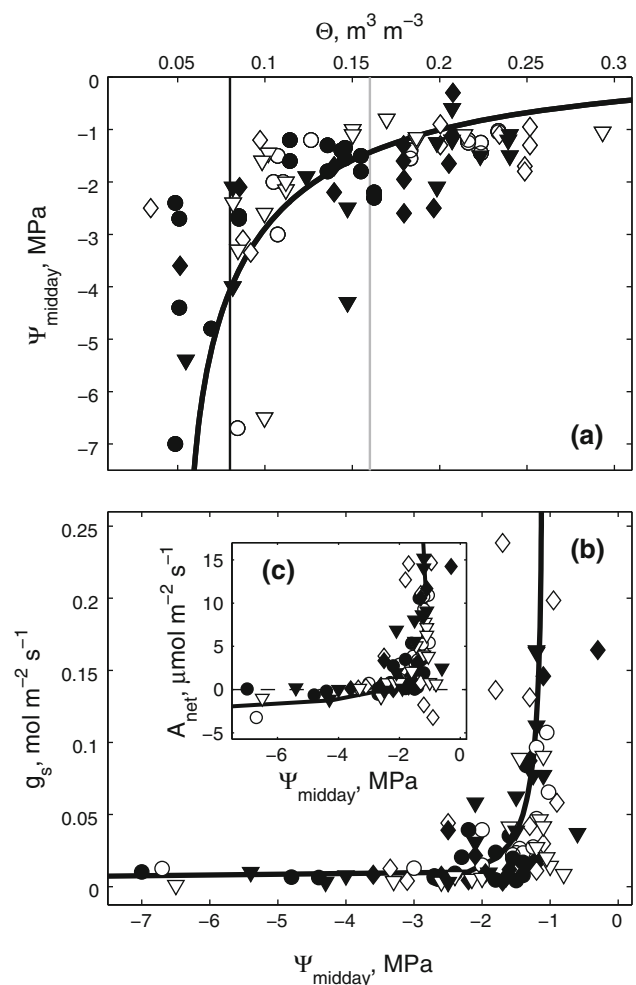 Θ, m³ m⁻³
0.05 0.1 0.15 0.2 0.25 0.3
0
−1
−2
−3
−4
−5
−6
−7
Ψmidday, MPa
(a)
0.25
0.2
0.15
0.1
0.05
0
gs, mol m⁻² s⁻¹
(b)
(c)
15
10
5
0
−5
Anet, μmol m⁻² s⁻¹
−6 −4 −2 0
Ψmidday, MPa
−7 −6 −5 −4 −3 −2 −1 0
Ψmidday, MPa